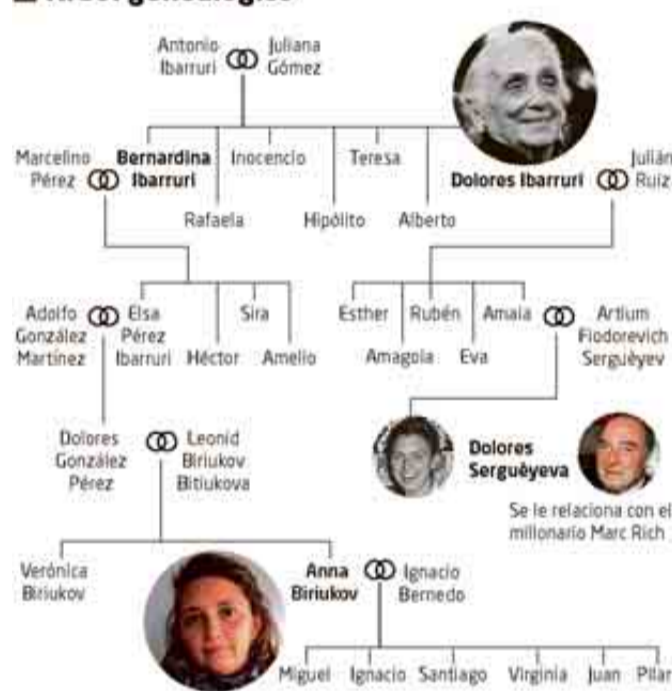 Árbol genealógico
Antonio
Ibarruri
Juliana
Gómez
Marcelino
Pérez
Bernardina
Ibarruri
Rafaela
Inocencio
Hipólito
Teresa
Alberto
Dolores Ibarruri
Julián
Ruiz
Adolfo
González
Martínez
Elsa
Pérez
Ibarruri
Héctor
Sira
Amelio
Esther
Amagoia
Rubén
Eva
Amaia
Artium
Fiodorevich
Serguèyev
Dolores
González
Pérez
Leonid
Biriukov
Bitiukova
Dolores
Serguèyeva
Se le relaciona con el
millonario Marc Rich
Verónica
Biriukov
Anna
Biriukov
Ignacio
Bernedo
Miguel
Ignacio
Santiago
Virginia
Juan
Pilar